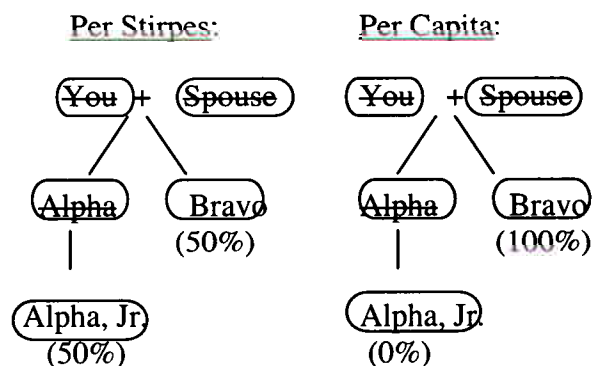 Per Stirpes: Per Capita:
You + Spouse You + Spouse
Alpha Bravo Alpha Bravo
(50%) (100%)
Alpha, Jr. Alpha, Jr.
(50%) (0%)